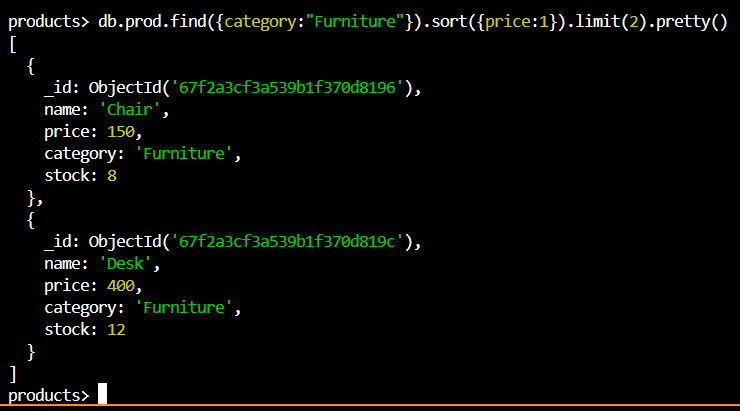 products> db.prod.find({category:"Furniture"}).sort({price:1}).limit(2).pretty()
[
  {
    _id: ObjectId('67f2a3cf3a539b1f370d8196'),
    name: 'Chair',
    price: 150,
    category: 'Furniture',
    stock: 8
  },
  {
    _id: ObjectId('67f2a3cf3a539b1f370d819c'),
    name: 'Desk',
    price: 400,
    category: 'Furniture',
    stock: 12
  }
]
products>